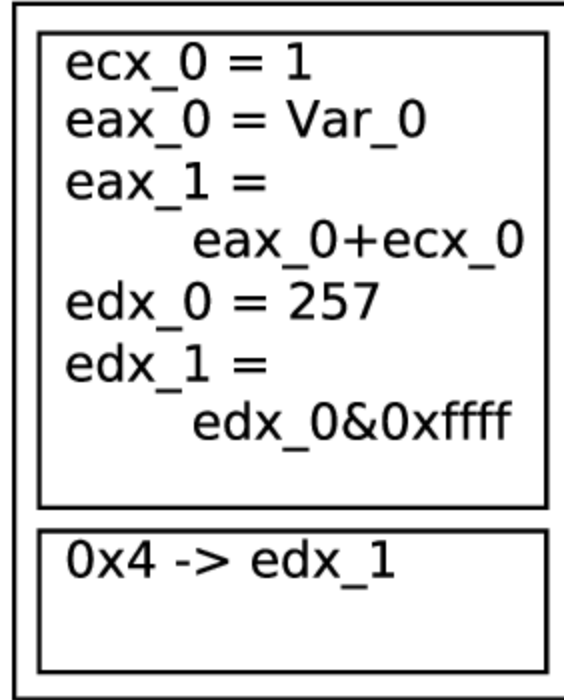 ecx_0 = 1
eax_0 = Var_0
eax_1 =
eax_0+ecx_0
edx_0 = 257
edx_1 =
edx_0&0xffff
0x4 -> edx_1